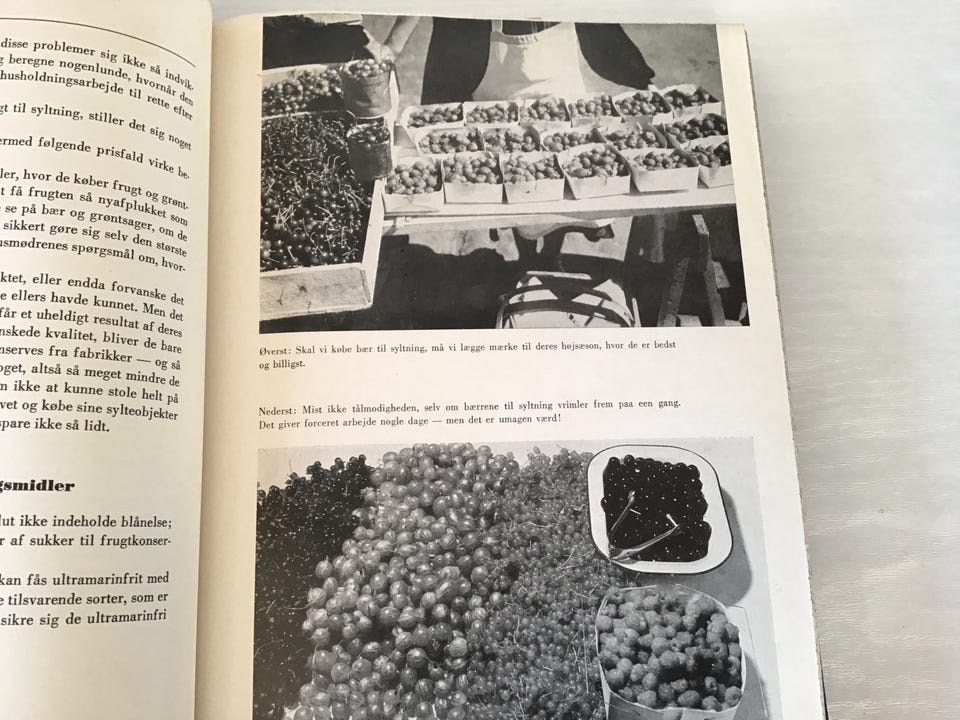 disse problemer sig ikke så indvik-
beregne nogenlunde, hvornår den
husholdningsarbejde til rette efter
gt til syltning, stiller det sig noget
ermed følgende prisfald virke be-
ler, hvor de køber frugt og grønt-
t få frugten så nyafplukket som
se på bær og grøntsager, om de
sikkert gøre sig selv den største
nsmødrenes spørgsmål om, hvor-
ktet, eller endda forvanske det
e ellers havde kunnet. Men det
får et uheldigt resultat af deres
nskede kvalitet, bliver de bare
nserves fra fabrikker — og så
oget, altså så meget mindre de
m ikke at kunne stole helt på
vet og købe sine sylteobjekter
spare ikke så lidt.
gsmidler
lut ikke indeholde blånelse;
r af sukker til frugtkonser-
kan fås ultramarinfrit med
e tilsvarende sorter, som er
sikre sig de ultramarinfri
Øverst: Skal vi købe bær til syltning, må vi lægge mærke til deres højsæson, hvor de er bedst
og billigst.
Nederst: Mist ikke tålmodigheden, selv om bærrene til syltning vrimler frem paa een gang.
Det giver forceret arbejde nogle dage — men det er umagen værd!